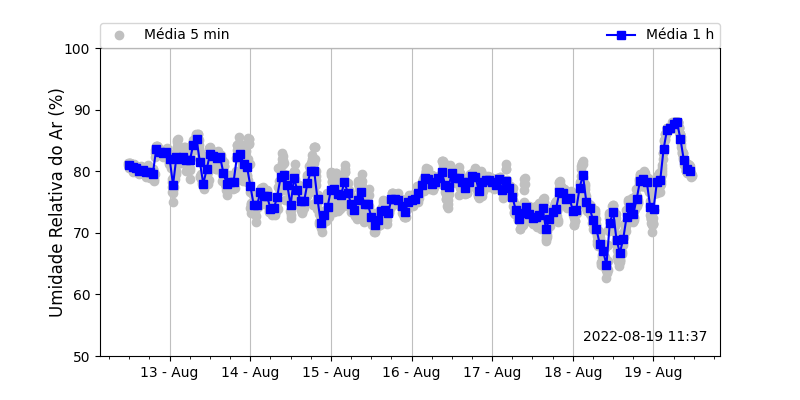 Média 5 min
Média 1 h
Umidade Relativa do Ar (%)
100
90
80
70
60
50
2022-08-19 11:37
13 - Aug
14 - Aug
15 - Aug
16 - Aug
17 - Aug
18 - Aug
19 - Aug